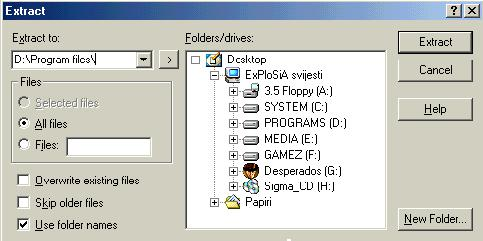 Extract
Extract to:
D:\Program files\
>
Files
Selected files
All files
Files:
Overwrite existing files
Skip older files
Use folder names
Folders/drives:
Desktop
ExPloSiA svijesti
3.5 Floppy (A:)
SYSTEM (C:)
PROGRAMS (D:)
MEDIA (E:)
GAMEZ (F:)
Desperados (G:)
Sigma_CD (H:)
Papiri
Extract
Cancel
Help
New Folder...